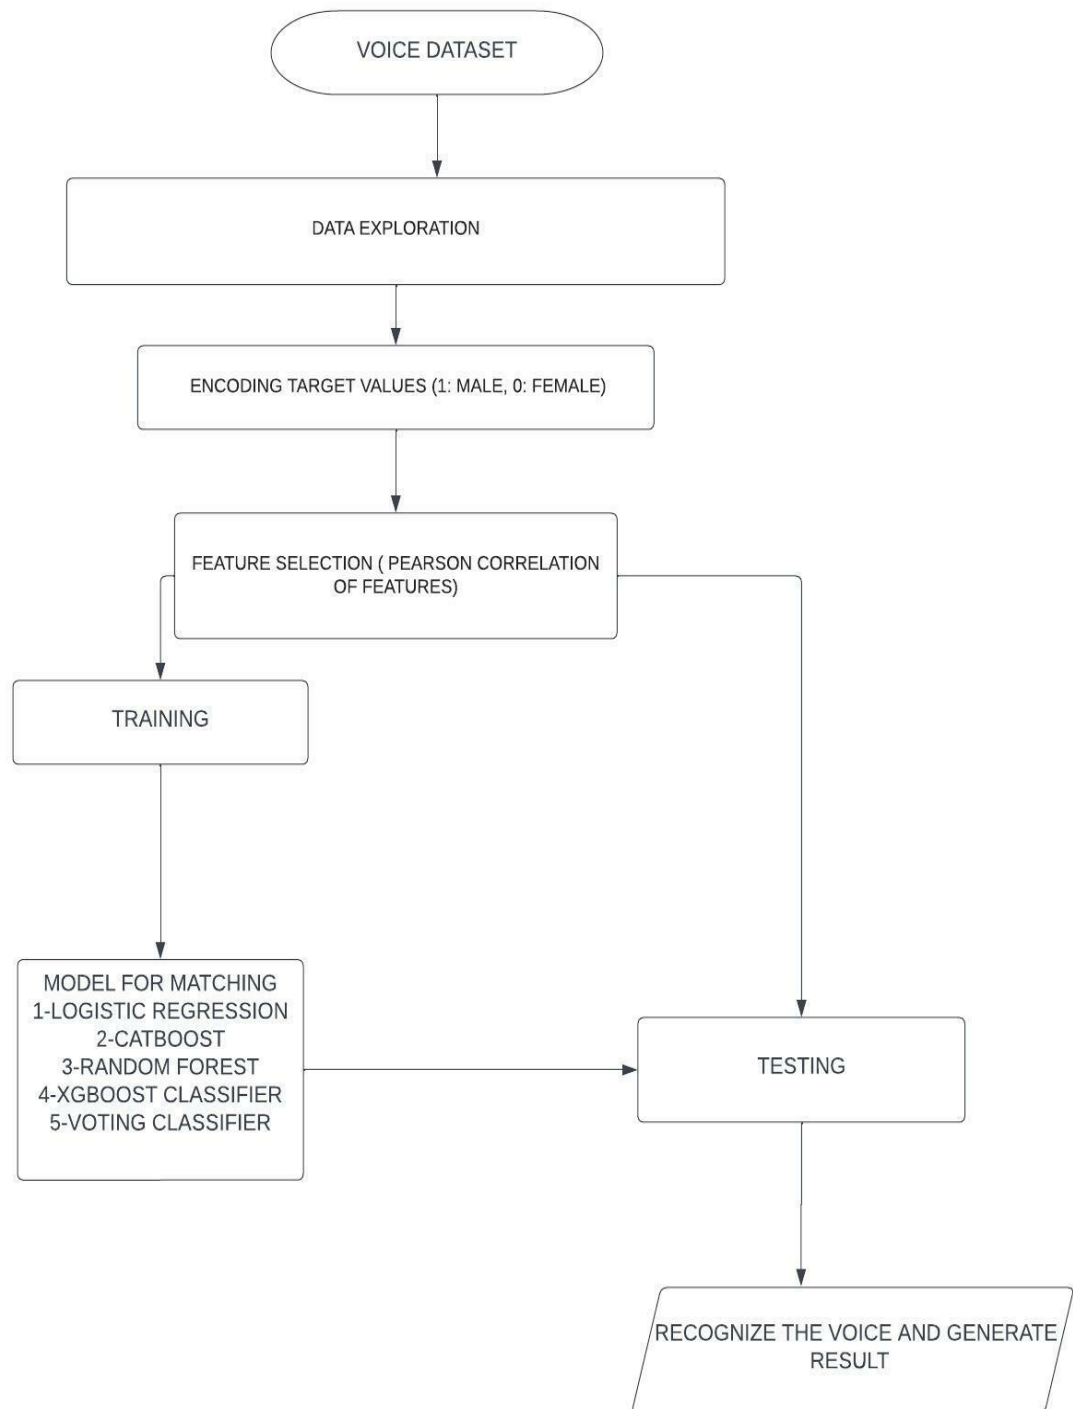 VOICE DATASET
DATA EXPLORATION
ENCODING TARGET VALUES (1: MALE, 0: FEMALE)
FEATURE SELECTION ( PEARSON CORRELATION
OF FEATURES)
TRAINING
MODEL FOR MATCHING
1-LOGISTIC REGRESSION
2-CATBOOST
3-RANDOM FOREST
4-XGBOOST CLASSIFIER
5-VOTING CLASSIFIER
TESTING
RECOGNIZE THE VOICE AND GENERATE
RESULT